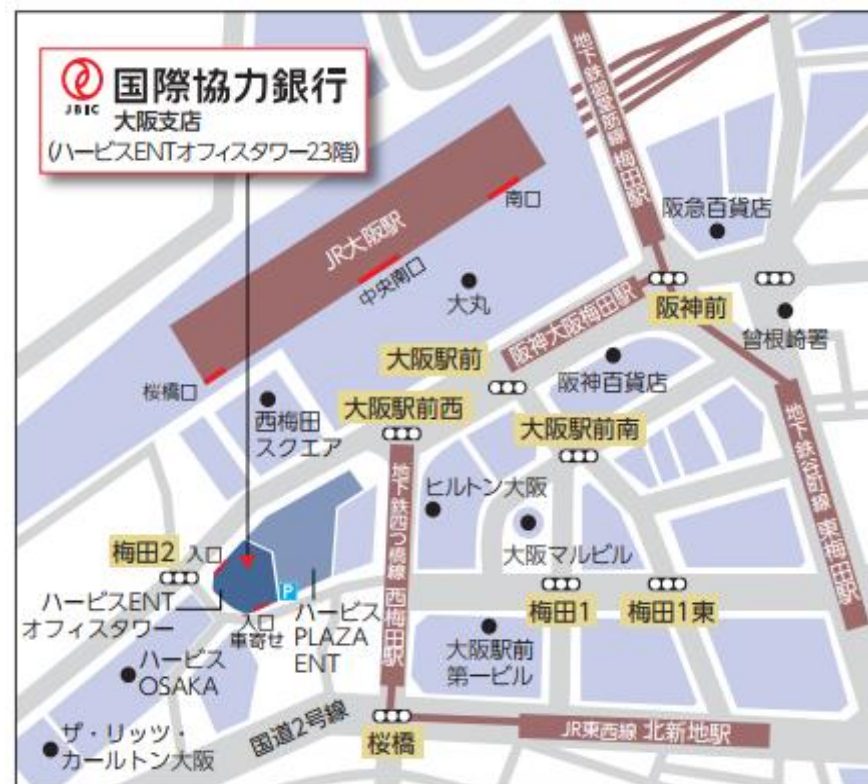 JBIC
国際協力銀行
大阪支店
(ハービスENTオフィスタワー23階)
地下鉄御堂筋線 梅田駅
阪急百貨店
南口
JR大阪駅
中央南口
大丸
阪神大阪梅田駅
阪神前
曾根崎署
大阪駅前
阪神百貨店
桜橋口
西梅田
スクエア
大阪駅前西
大阪駅前南
地下鉄谷町線 東梅田駅
地下鉄四つ橋線 西梅田駅
ヒルトン大阪
大阪マルビル
梅田2
入口
P
ハービスENT
オフィスタワー
入口
車寄せ
ハービス
PLAZA
ENT
梅田1
梅田1東
大阪駅前
第一ビル
ハービス
OSAKA
国道2号線
桜橋
JR東西線 北新地駅
ザ・リッツ・
カールトン大阪